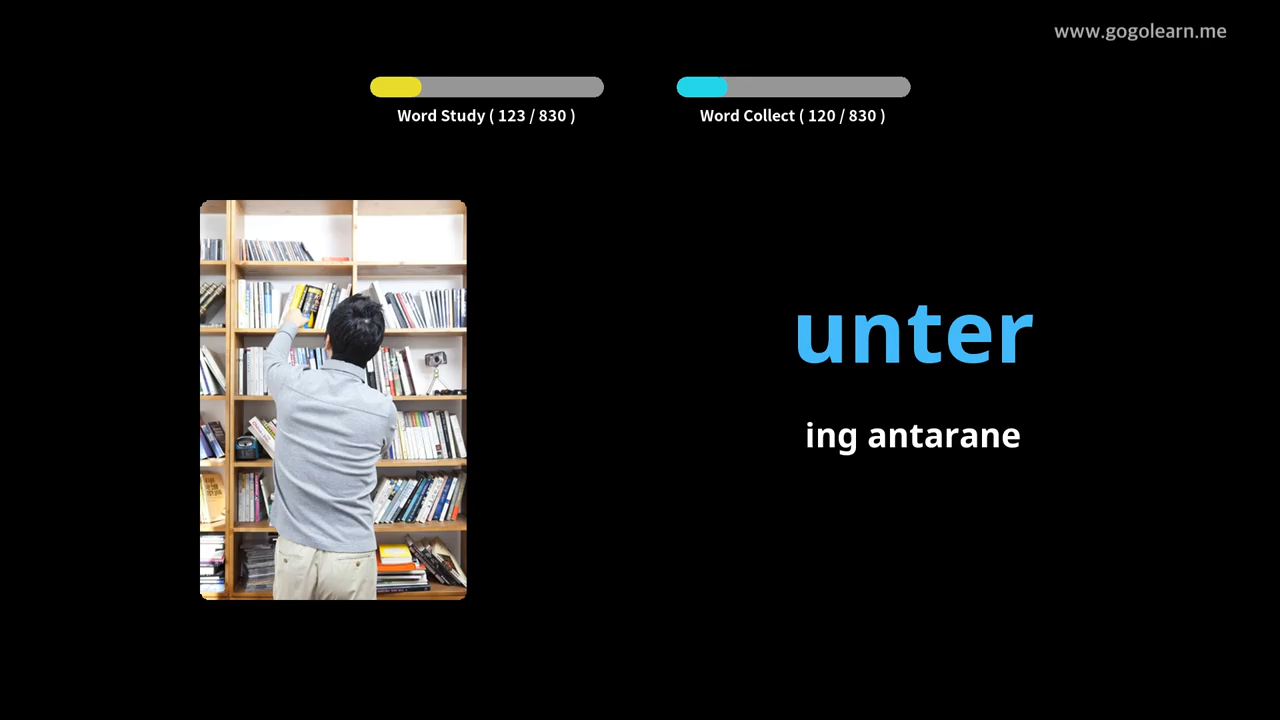 www.gogolearn.me
Word Study ( 123 / 830 )
Word Collect ( 120 / 830 )
unter
ing antarane